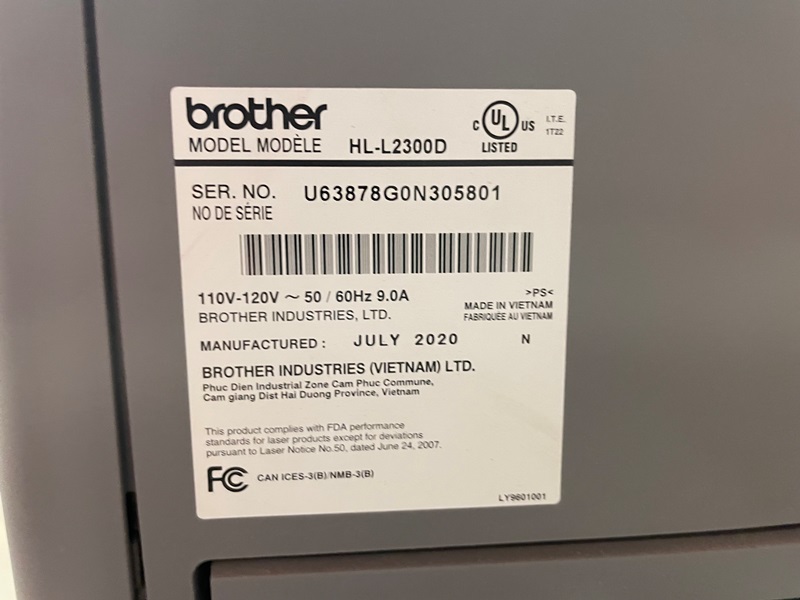 brother
MODEL MODÈLE HL-L2300D
C UL US LISTED
I.T.E.
1T22
SER. NO. U63878G0N305801
NO DE SÉRIE
110V-120V ~ 50 / 60Hz 9.0A
>PS<
BROTHER INDUSTRIES, LTD.
MADE IN VIETNAM
FABRIQUÉE AU VIETNAM
MANUFACTURED : JULY 2020 N
BROTHER INDUSTRIES (VIETNAM) LTD.
Phuc Dien Industrial Zone Cam Phuc Commune,
Cam giang Dist Hai Duong Province, Vietnam
This product complies with FDA performance
standards for laser products except for deviations
pursuant to Laser Notice No.50, dated June 24, 2007.
FC CAN ICES-3(B)/NMB-3(B)
LY9601001